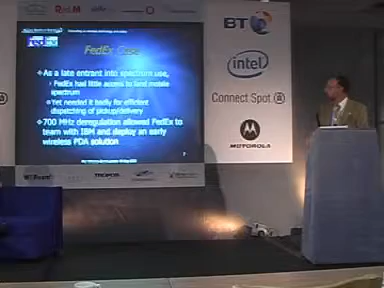 FedEx
FedEx Case
As a late entrant into spectrum use,
FedEx had little access to land mobile
spectrum
Yet needed it badly for efficient
dispatching of pickup/delivery
700 MHz deregulation allowed FedEx to
team with IBM and deploy an early
wireless PDA solution
BT
intel
Connect Spot
MOTOROLA
TROPOS